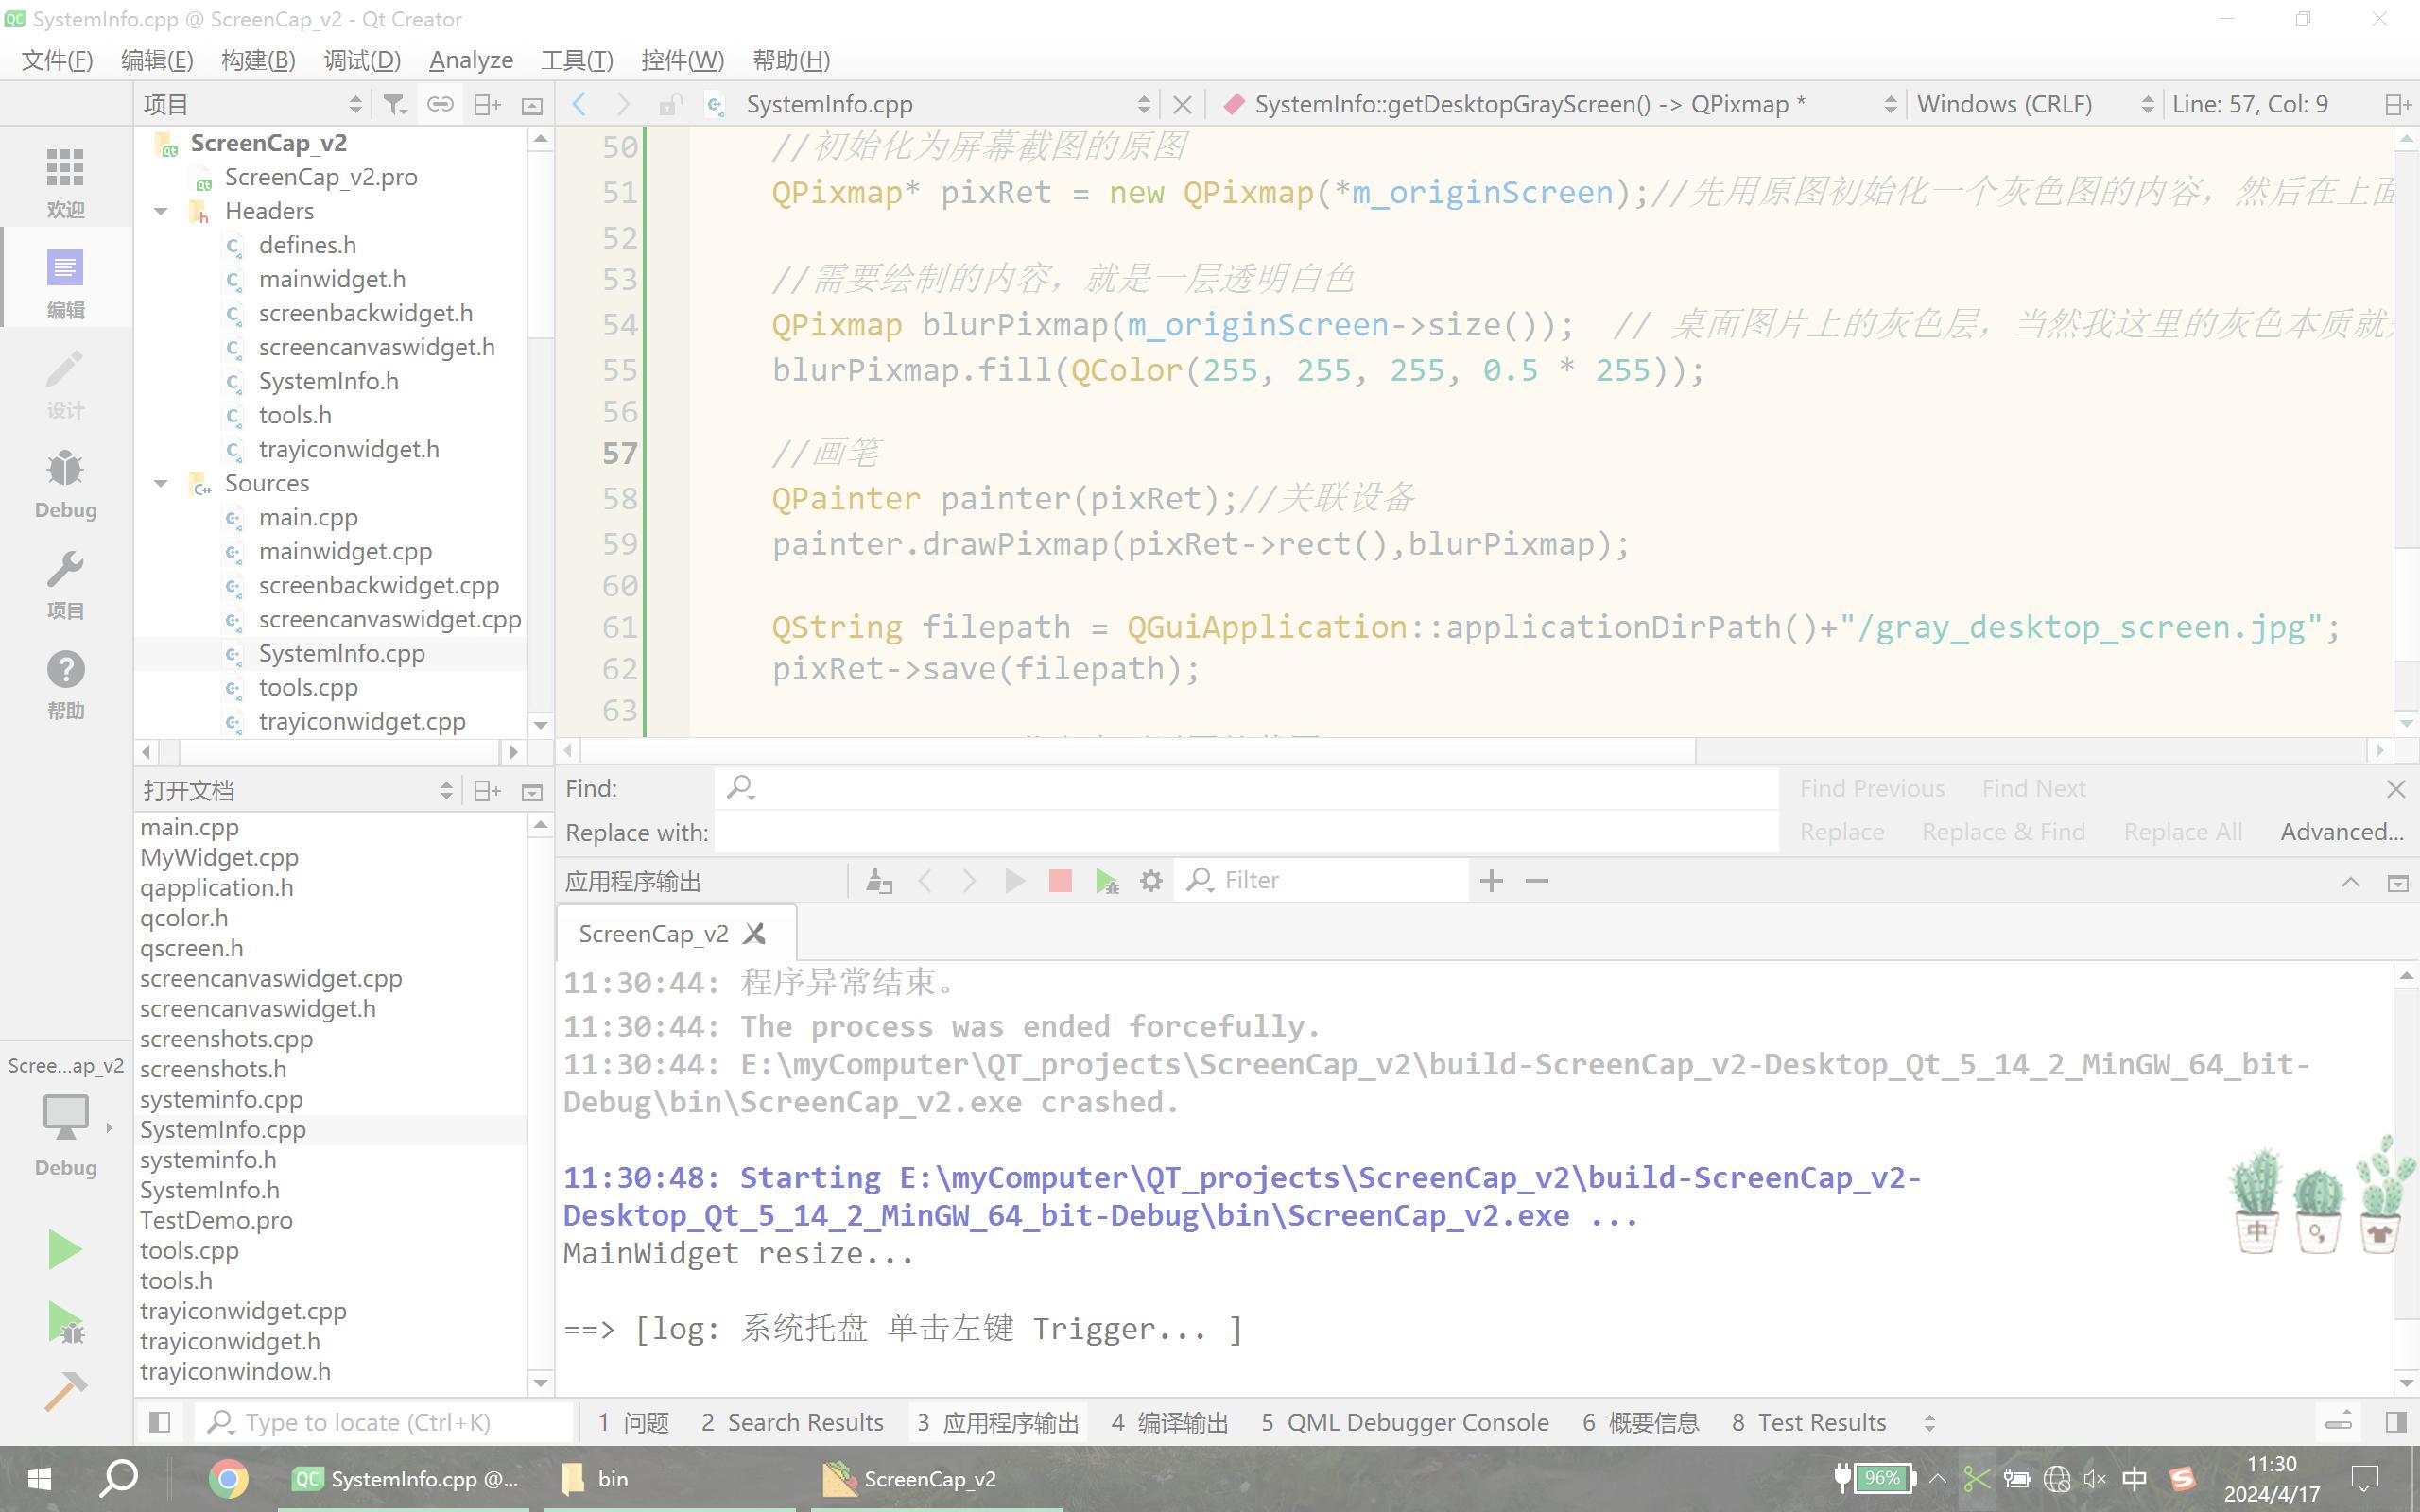 SystemInfo.cpp @ ScreenCap_v2 - Qt Creator
文件(F) 编辑(E) 构建(B) 调试(D) Analyze 工具(T) 控件(W) 帮助(H)
项目
SystemInfo.cpp
SystemInfo::getDesktopGrayScreen() -> QPixmap *
Windows (CRLF)
Line: 57, Col: 9
欢迎
编辑
设计
Debug
项目
帮助
Scree...ap_v2
Debug
ScreenCap_v2
ScreenCap_v2.pro
Headers
defines.h
mainwidget.h
screenbackwidget.h
screencanvaswidget.h
SystemInfo.h
tools.h
trayiconwidget.h
Sources
main.cpp
mainwidget.cpp
screenbackwidget.cpp
screencanvaswidget.cpp
SystemInfo.cpp
tools.cpp
trayiconwidget.cpp
50 //初始化为屏幕截图的原图
51 QPixmap* pixRet = new QPixmap(*m_originScreen);//先用原图初始化一个灰色图的内容，然后在上面
52
53 //需要绘制的内容，就是一层透明白色
54 QPixmap blurPixmap(m_originScreen->size()); // 桌面图片上的灰色层，当然我这里的灰色本质就
55 blurPixmap.fill(QColor(255, 255, 255, 0.5 * 255));
56
57 //画笔
58 QPainter painter(pixRet);//关联设备
59 painter.drawPixmap(pixRet->rect(),blurPixmap);
60
61 QString filepath = QGuiApplication::applicationDirPath()+"/gray_desktop_screen.jpg";
62 pixRet->save(filepath);
63
打开文档
main.cpp
MyWidget.cpp
qapplication.h
qcolor.h
qscreen.h
screencanvaswidget.cpp
screencanvaswidget.h
screenshots.cpp
screenshots.h
systeminfo.cpp
SystemInfo.cpp
systeminfo.h
SystemInfo.h
TestDemo.pro
tools.cpp
tools.h
trayiconwidget.cpp
trayiconwidget.h
trayiconwindow.h
Find:
Find Previous Find Next
Replace with:
Replace Replace & Find Replace All Advanced...
应用程序输出
Filter
ScreenCap_v2
11:30:44: 程序异常结束。
11:30:44: The process was ended forcefully.
11:30:44: E:\myComputer\QT_projects\ScreenCap_v2\build-ScreenCap_v2-Desktop_Qt_5_14_2_MinGW_64_bit-
Debug\bin\ScreenCap_v2.exe crashed.
11:30:48: Starting E:\myComputer\QT_projects\ScreenCap_v2\build-ScreenCap_v2-
Desktop_Qt_5_14_2_MinGW_64_bit-Debug\bin\ScreenCap_v2.exe ...
MainWidget resize...
==> [log: 系统托盘 单击左键 Trigger... ]
中
Type to locate (Ctrl+K)
1 问题 2 Search Results 3 应用程序输出 4 编译输出 5 QML Debugger Console 6 概要信息 8 Test Results
SystemInfo.cpp @...
bin
ScreenCap_v2
96%
中
11:30
2024/4/17